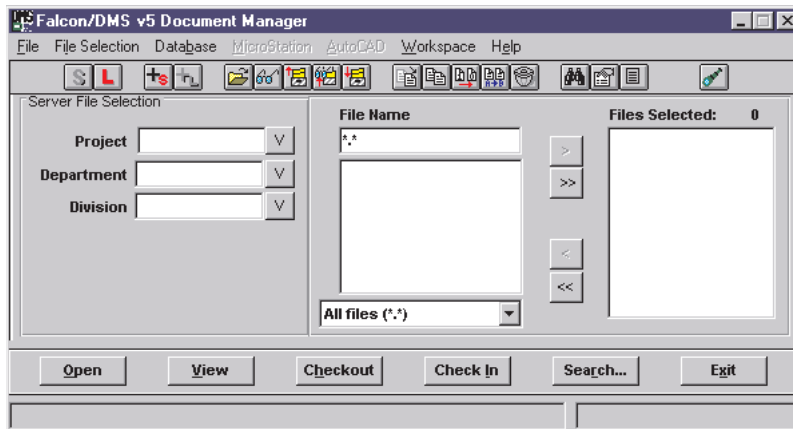 Falcon/DMS v5 Document Manager
File File Selection Database MicroStation AutoCAD Workspace Help
S L +s +L
Server File Selection
File Name
Files Selected: 0
Project V
*.*
Department V
Division V
>
>>
<
<<
All files (*.*)
Open View Checkout Check In Search... Exit